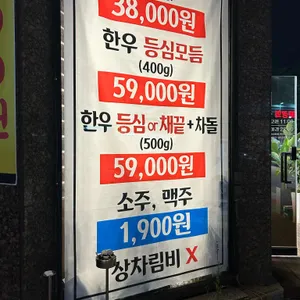 38,000원
한우 등심모듬
(400g)
59,000원
한우 등심 or 채끝 + 차돌
(500g)
59,000원
소주, 맥주
1,900원
상차림비 X